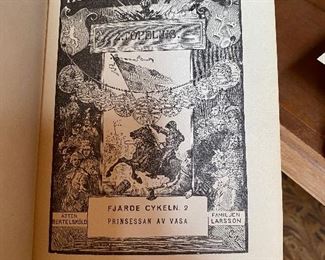 TOPELIUS
FJÄRDE CYKELN. 2
PRINSESSAN AV VASA
ÄTTEN
BERTELSKÖLD
FAMILJEN
LARSSON